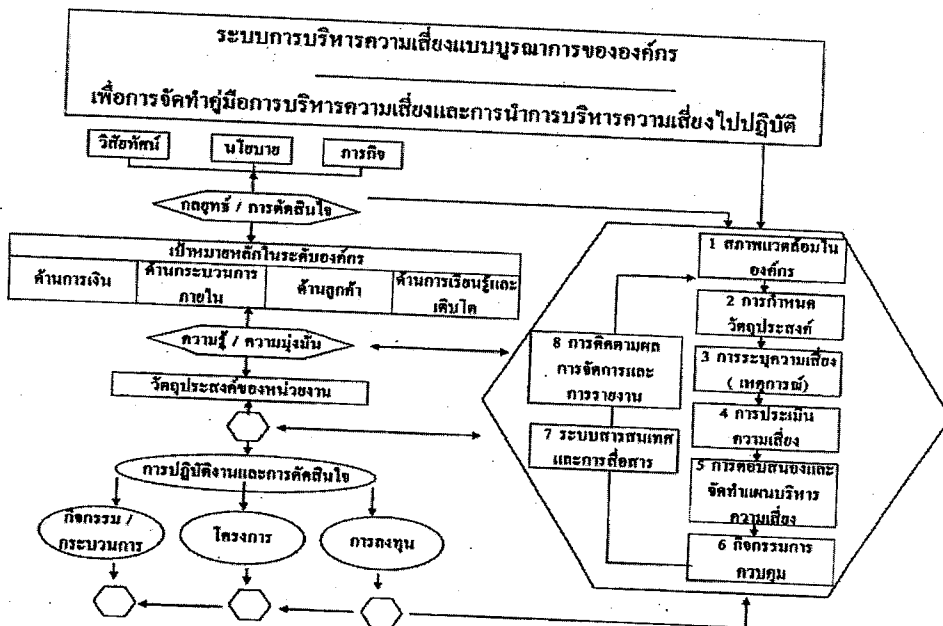 ระบบการบริหารความเสี่ยงแบบบูรณาการขององค์กร
เพื่อการจัดทำคู่มือการบริหารความเสี่ยงและการนำการบริหารความเสี่ยงไปปฏิบัติ
วิสัยทัศน์
นโยบาย
ภารกิจ
กลยุทธ์ / การตัดสินใจ
เป้าหมายหลักในระดับองค์กร
ด้านการเงิน
ด้านกระบวนการ
ภายใน
ด้านลูกค้า
ด้านการเรียนรู้และ
เติบโต
ความรู้ / ความมุ่งมั่น
วัตถุประสงค์ของหน่วยงาน
การปฏิบัติงานและการตัดสินใจ
กิจกรรม /
กระบวนการ
โครงการ
การลงทุน
1 สภาพแวดล้อมใน
องค์กร
2 การกำหนด
วัตถุประสงค์
3 การระบุความเสี่ยง
( เหตุการณ์)
4 การประเมิน
ความเสี่ยง
5 การตอบสนองและ
จัดทำแผนบริหาร
ความเสี่ยง
6 กิจกรรมการ
ควบคุม
7 ระบบสารสนเทศ
และการสื่อสาร
8 การติดตามผล
การจัดการและ
การรายงาน